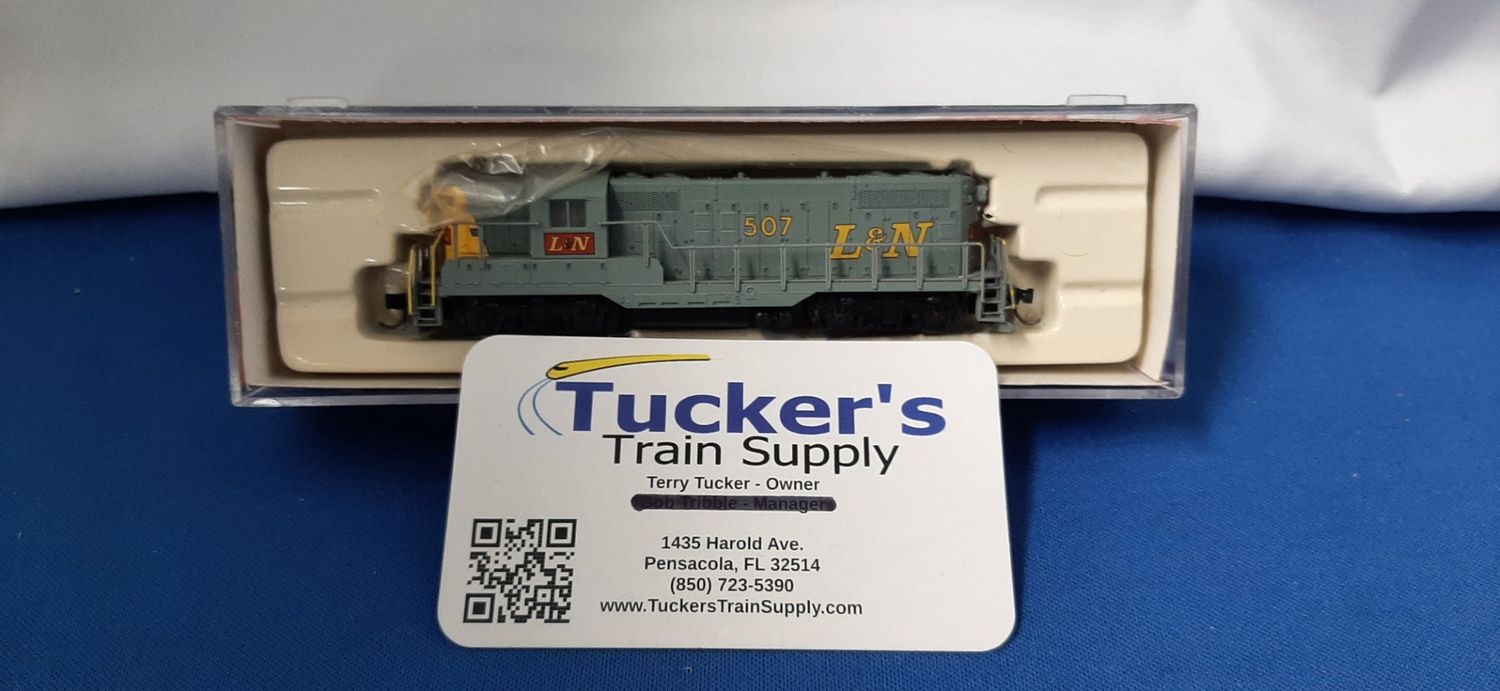 507
L&N
L&N
Tucker's
Train Supply
Terry Tucker - Owner
Bob Tribble - Manager
1435 Harold Ave.
Pensacola, FL 32514
(850) 723-5390
www.TuckersTrainSupply.com